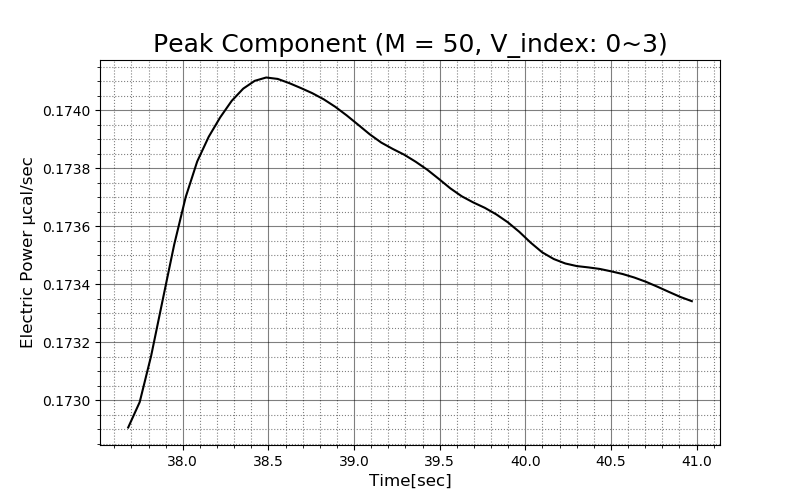 Peak Component (M = 50, V_index: 0~3)
Electric Power μcal/sec
0.1740
0.1738
0.1736
0.1734
0.1732
0.1730
38.0 38.5 39.0 39.5 40.0 40.5 41.0
Time[sec]